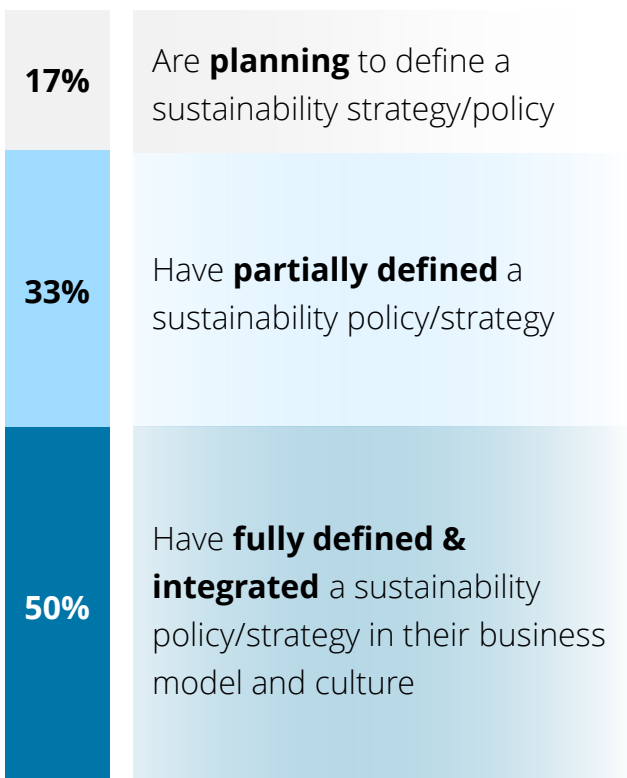 17%
Are planning to define a
sustainability strategy/policy
33%
Have partially defined a
sustainability policy/strategy
50%
Have fully defined &
integrated a sustainability
policy/strategy in their business
model and culture